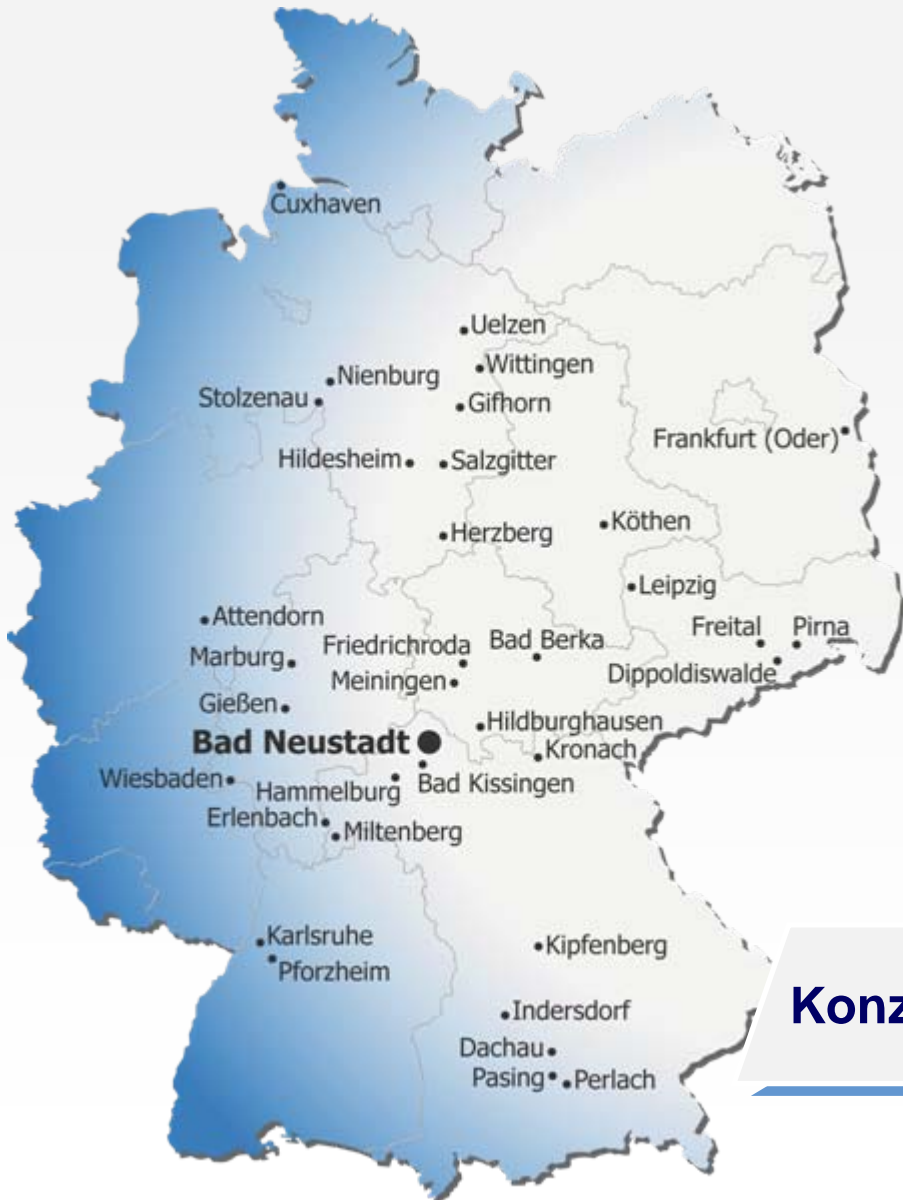 Cuxhaven
Uelzen
Wittingen
Nienburg
Stolzenau
Gifhorn
Frankfurt (Oder)
Hildesheim
Salzgitter
Köthen
Herzberg
Leipzig
Attendorn
Freital
Pirna
Friedrichroda
Bad Berka
Marburg
Meiningen
Dippoldiswalde
Gießen
Hildburghausen
Bad Neustadt
Kronach
Wiesbaden
Hammelburg
Bad Kissingen
Erlenbach
Miltenberg
Karlsruhe
Kipfenberg
Pforzheim
Konz
Indersdorf
Dachau
Pasing
Perlach